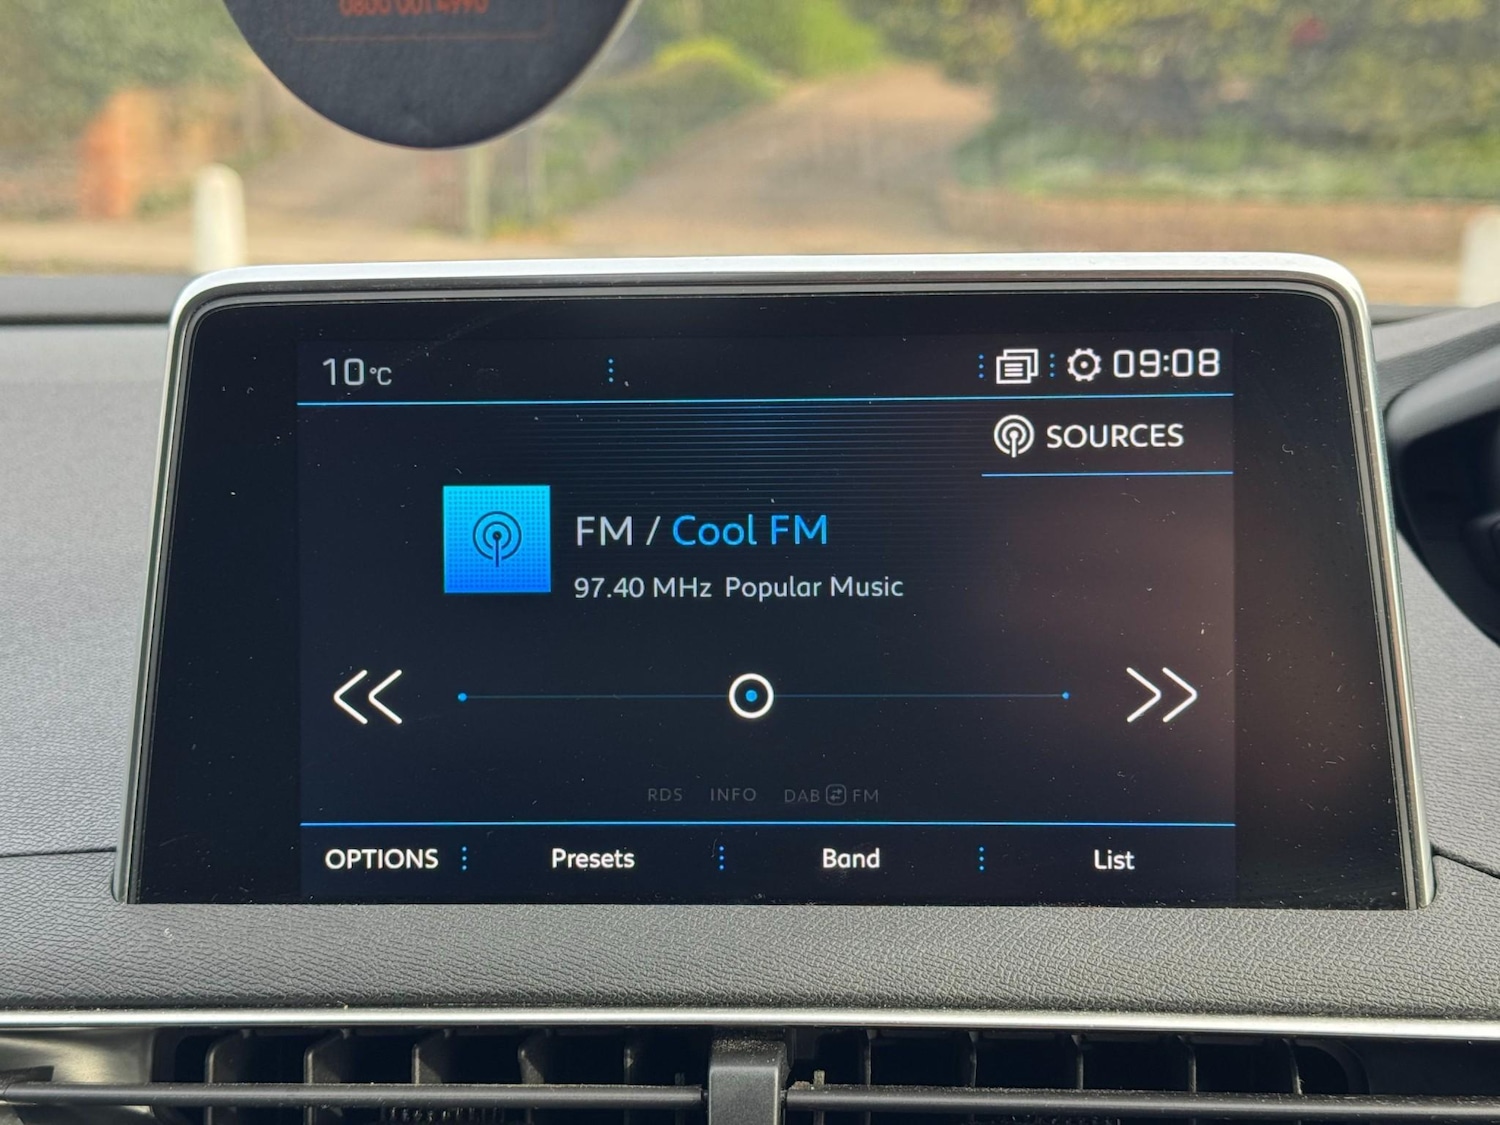 10°C
09:08
SOURCES
FM / Cool FM
97.40 MHz Popular Music
RDS INFO DAB FM
OPTIONS Presets Band List